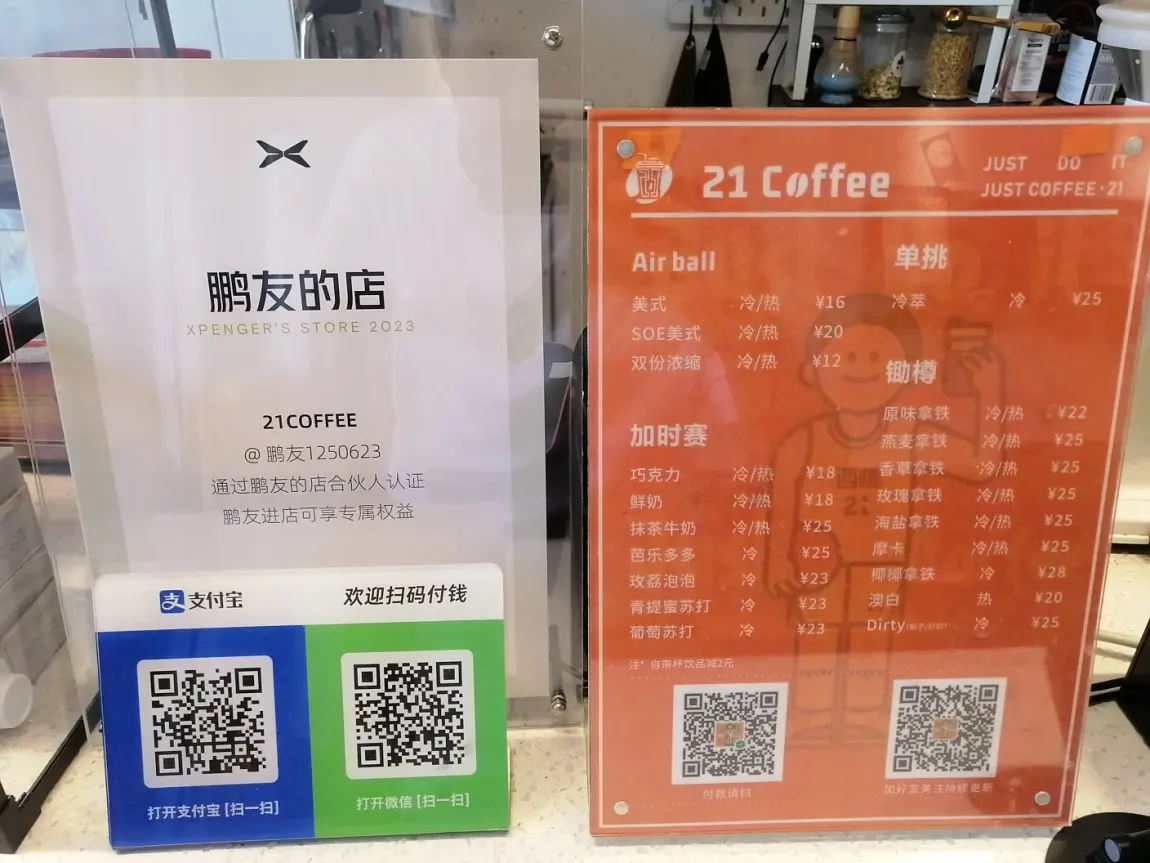 鹏友的店
XPENGER'S STORE 2023
21COFFEE
@ 鹏友1250623
通过鹏友的店合伙人认证
鹏友进店可享专属权益
支付宝
欢迎扫码付钱
打开支付宝 [扫一扫]
打开微信 [扫一扫]
21 Coffee
JUST DO IT
JUST COFFEE·21
Air ball
美式 冷/热 ¥16
SOE美式 冷/热 ¥20
双份浓缩 冷/热 ¥12
加时赛
巧克力 冷/热 ¥18
鲜奶 冷/热 ¥18
抹茶牛奶 冷/热 ¥25
芭乐多多 冷 ¥25
玫荔泡泡 冷 ¥23
青提蜜苏打 冷 ¥23
葡萄苏打 冷 ¥23
注* 自带杯饮品减2元
单挑
冷萃 冷 ¥25
锄樽
原味拿铁 冷/热 ¥22
燕麦拿铁 冷/热 ¥25
香草拿铁 冷/热 ¥25
玫瑰拿铁 冷/热 ¥25
海盐拿铁 冷/热 ¥25
摩卡 冷/热 ¥25
椰椰拿铁 冷 ¥28
澳白 热 ¥20
Dirty 冷 ¥25
21
付款请扫
加好友关注持续更新